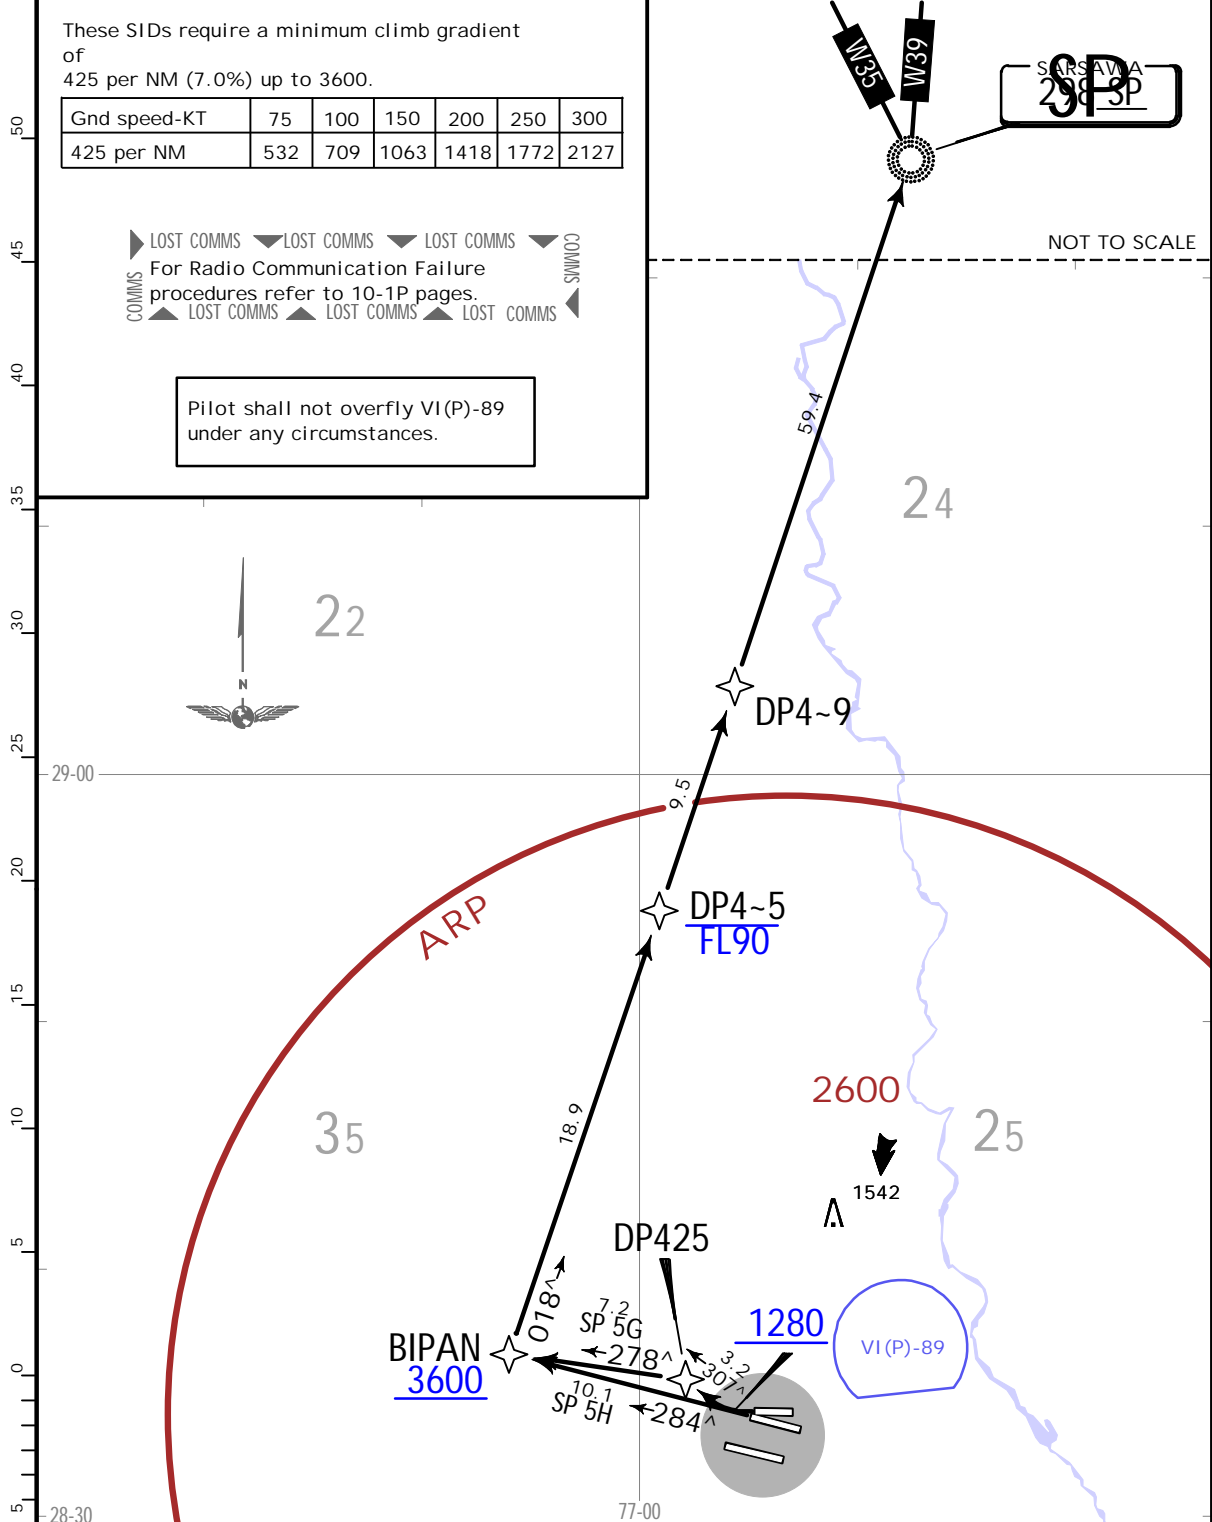 These SIDs require a minimum climb gradient
of
425 per NM (7.0%) up to 3600.
Gnd speed-KT 75 100 150 200 250 300
425 per NM 532 709 1063 1418 1772 2127
LOST COMMS LOST COMMS LOST COMMS
COMMS
For Radio Communication Failure
procedures refer to 10-1P pages.
COMMS
LOST COMMS LOST COMMS LOST COMMS
Pilot shall not overfly VI(P)-89
under any circumstances.
W35
W39
SARSAWA
SP
298 SP
NOT TO SCALE
50
45
40
35
30
25
20
15
10
5
0
5
59.4
24
22
N
DP4~9
29-00
9.5
ARP
DP4~5
FL90
18.9
35
2600
25
1542
DP425
018^
7.2
SP 5G
278^
1280
3.2
307^
VI(P)-89
BIPAN
3600
10.1
SP 5H
284^
28-30
77-00